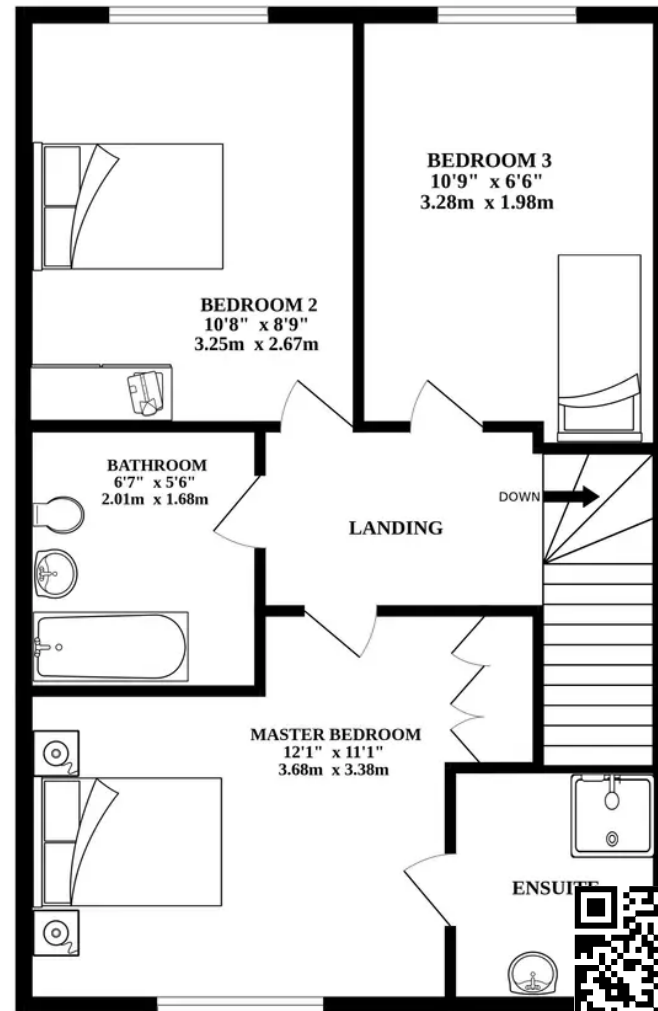 BEDROOM 3
10'9" x 6'6"
3.28m x 1.98m
BEDROOM 2
10'8" x 8'9"
3.25m x 2.67m
BATHROOM
6'7" x 5'6"
2.01m x 1.68m
DOWN
LANDING
MASTER BEDROOM
12'1" x 11'1"
3.68m x 3.38m
ENSUITE